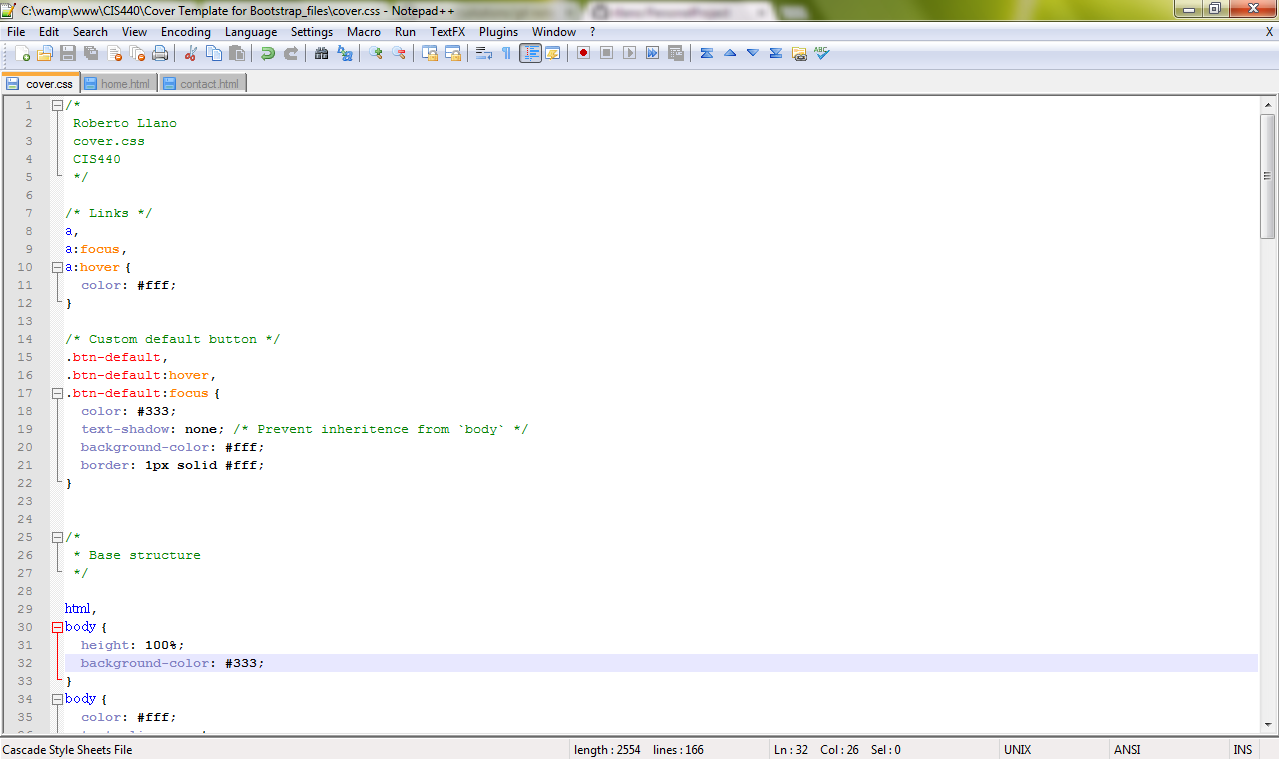 C:\wamp\www\CIS440\Cover Template for Bootstrap_files\cover.css - Notepad++
File Edit Search View Encoding Language Settings Macro Run TextFX Plugins Window ? X
cover.css home.html contact.html
1 /*
2 Roberto Llano
3 cover.css
4 CIS440
5 */
6
7 /* Links */
8 a,
9 a:focus,
10 a:hover {
11 color: #fff;
12 }
13
14 /* Custom default button */
15 .btn-default,
16 .btn-default:hover,
17 .btn-default:focus {
18 color: #333;
19 text-shadow: none; /* Prevent inheritence from `body` */
20 background-color: #fff;
21 border: 1px solid #fff;
22 }
23
24
25 /*
26 * Base structure
27 */
28
29 html,
30 body {
31 height: 100%;
32 background-color: #333;
33 }
34 body {
35 color: #fff;
Cascade Style Sheets File length : 2554 lines : 166 Ln : 32 Col : 26 Sel : 0 UNIX ANSI INS